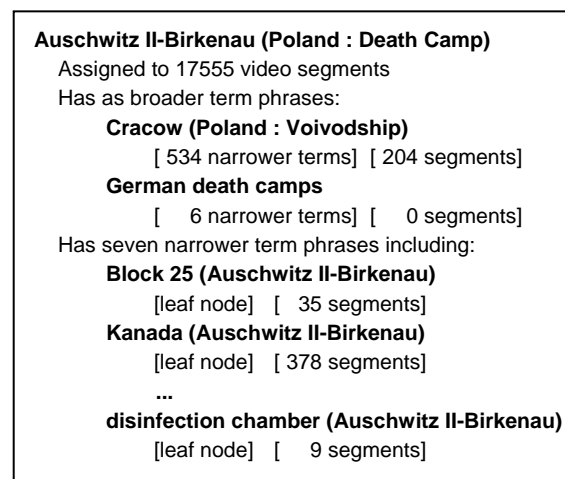 Auschwitz II-Birkenau (Poland : Death Camp)
Assigned to 17555 video segments
Has as broader term phrases:
Cracow (Poland : Voivodship)
[ 534 narrower terms] [ 204 segments]
German death camps
[ 6 narrower terms] [ 0 segments]
Has seven narrower term phrases including:
Block 25 (Auschwitz II-Birkenau)
[leaf node] [ 35 segments]
Kanada (Auschwitz II-Birkenau)
[leaf node] [ 378 segments]
...
disinfection chamber (Auschwitz II-Birkenau)
[leaf node] [ 9 segments]